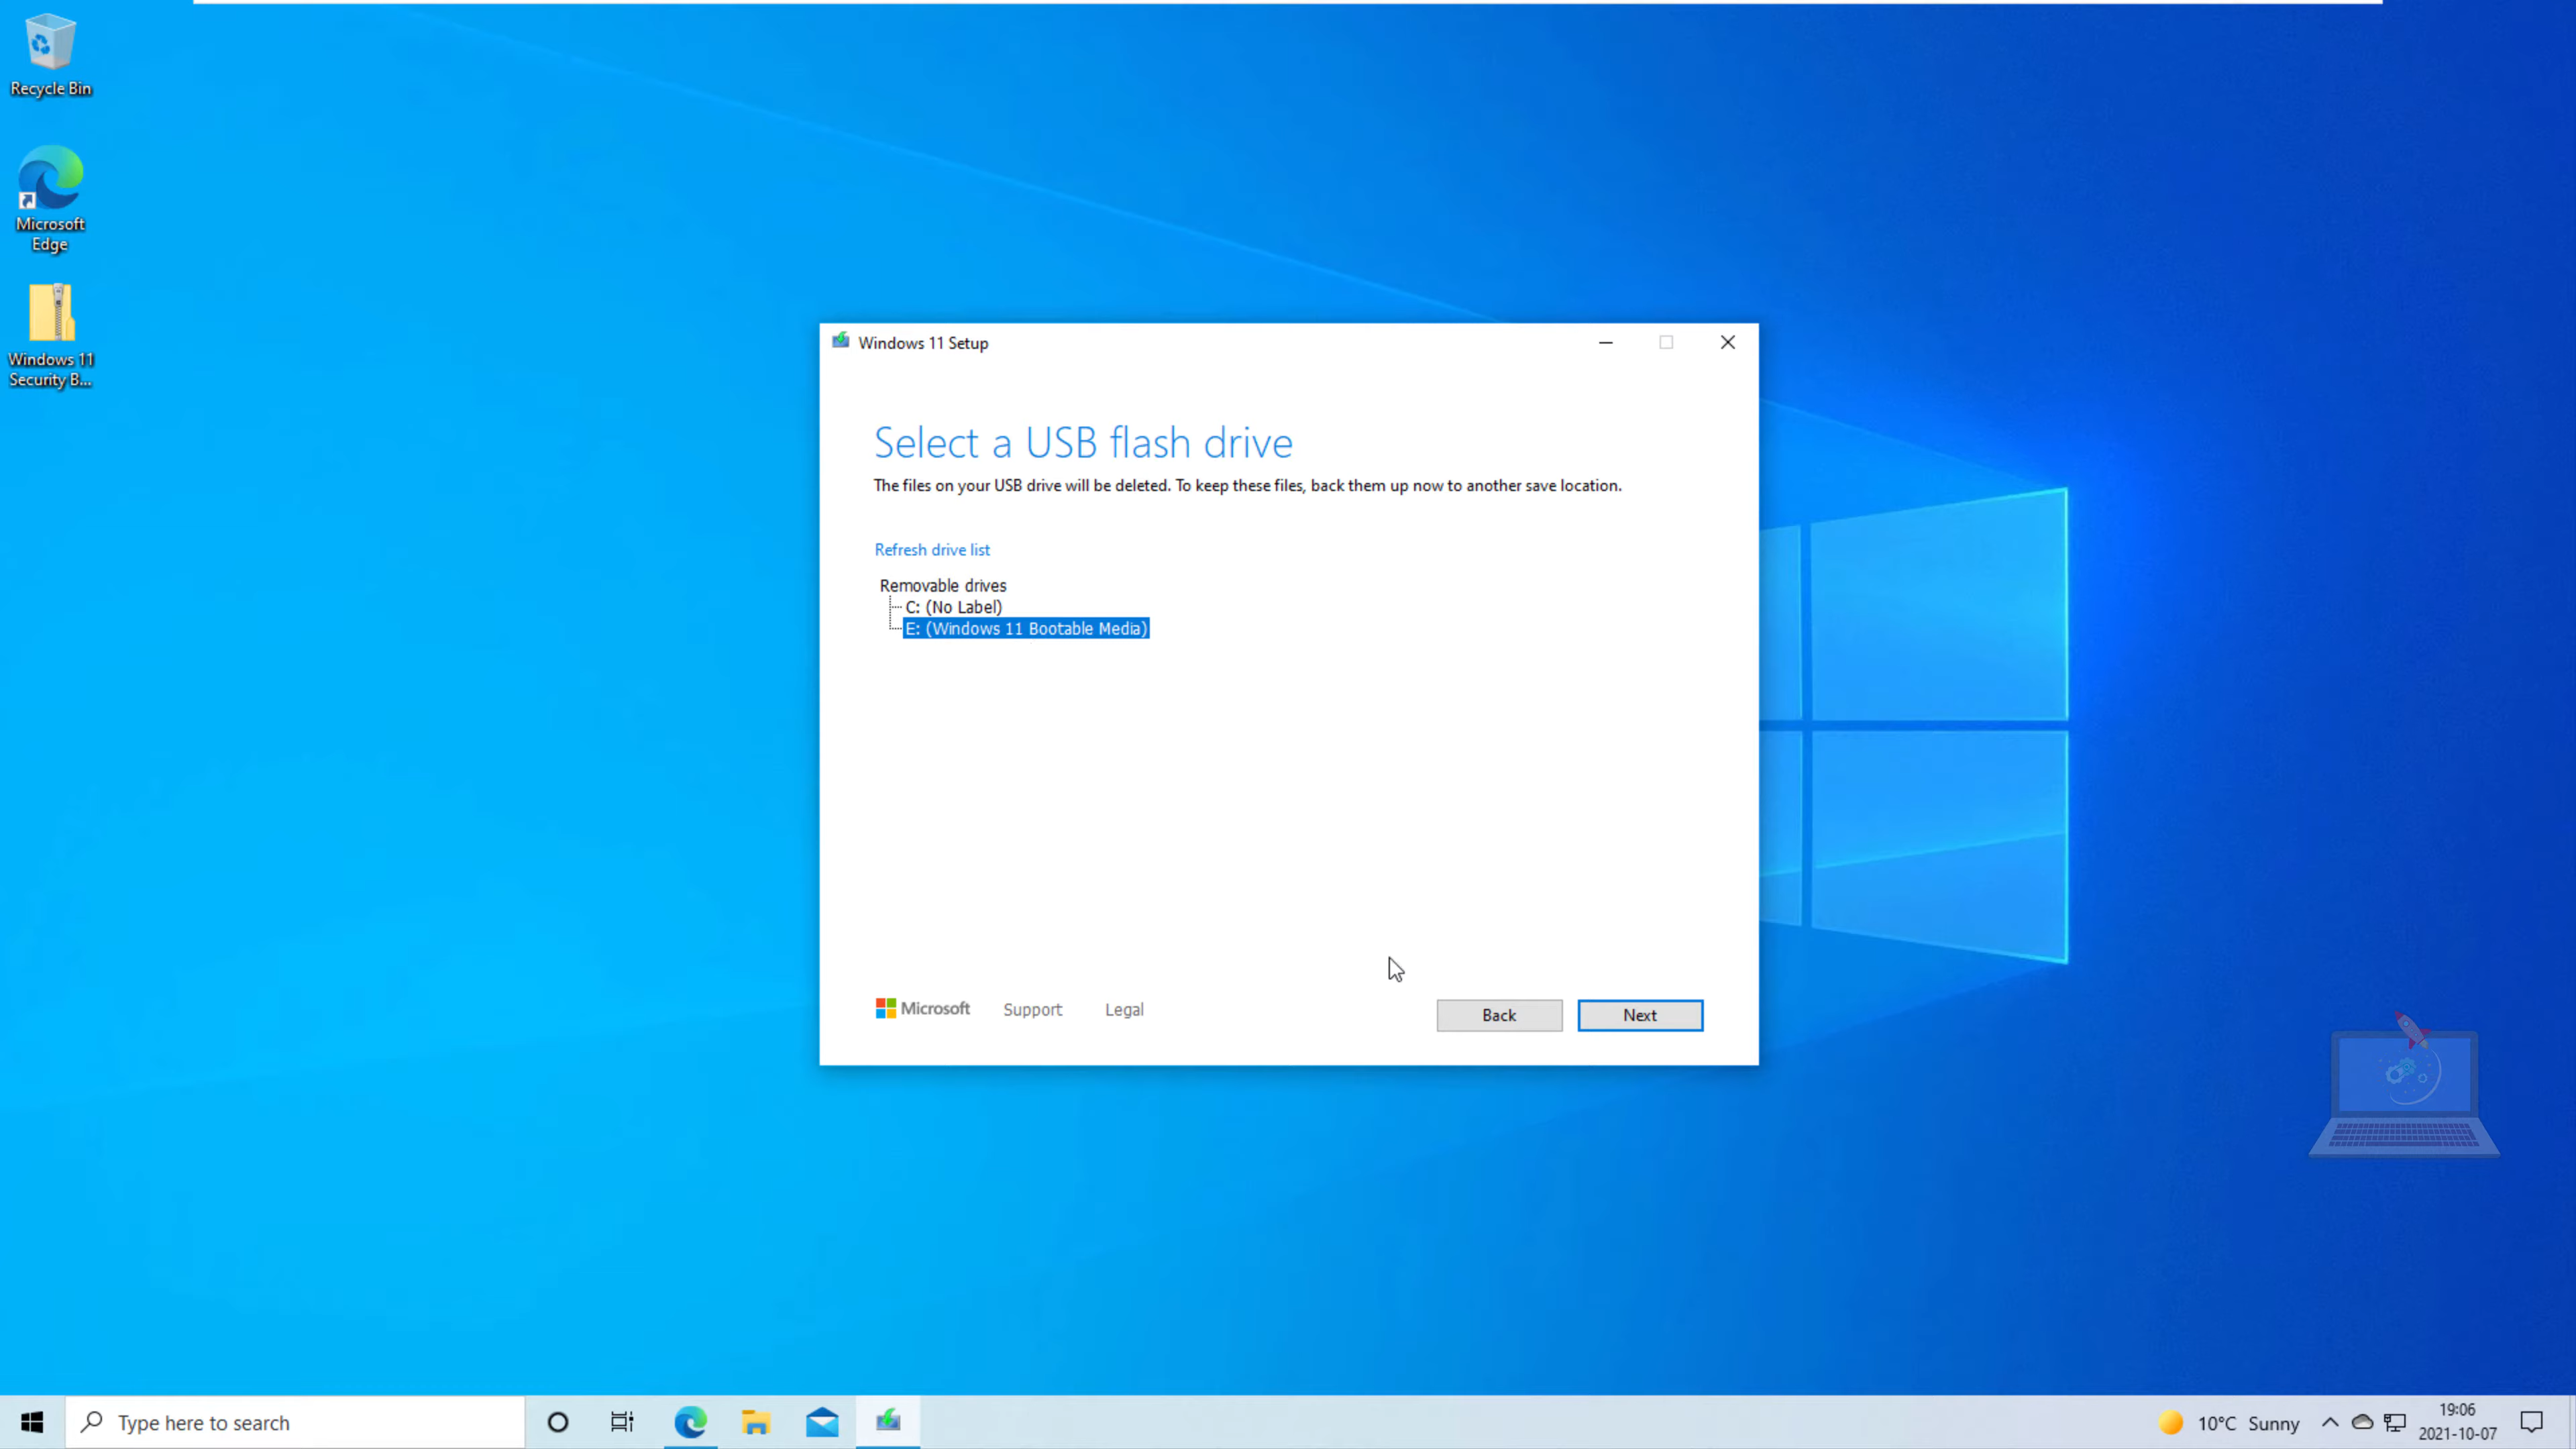 Recycle Bin
Microsoft
Edge
Windows 11
Security B...
Windows 11 Setup
Select a USB flash drive
The files on your USB drive will be deleted. To keep these files, back them up now to another save location.
Refresh drive list
Removable drives
C: (No Label)
E: (Windows 11 Bootable Media)
Microsoft
Support
Legal
Back
Next
Type here to search
10°C Sunny
19:06
2021-10-07